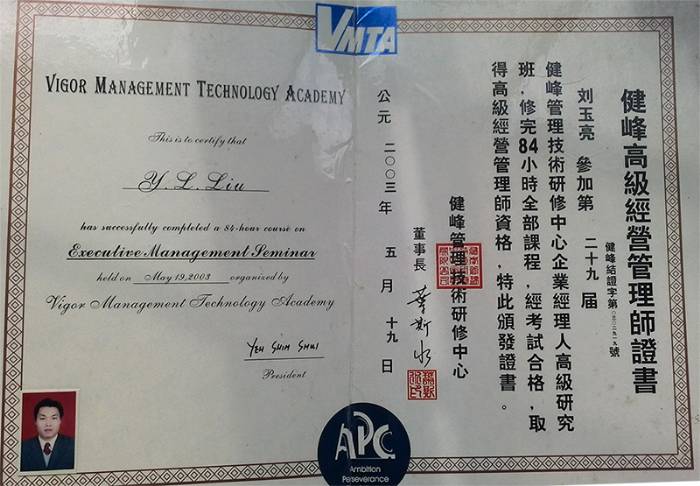 VMTA
VIGOR MANAGEMENT TECHNOLOGY ACADEMY
This is to certify that
Y. L. Liu
has successfully completed a 84-hour course on
Executive Management Seminar
held on May 19,2003 organized by
Vigor Management Technology Academy
YEH SHIH SHUI
President
健峰高級經營管理師證書
健峰結證字第
號
刘玉亮 參加第 二十九 届
健峰管理技術研修中心企業經理人高級研究
班，修完84小時全部課程，經考試合格，取
得高級經營管理師資格，特此頒發證書。
健峰管理技術研修中心
董事長
公元 二〇〇三 年 五 月 十九 日
APC
Ambition
Perseverance